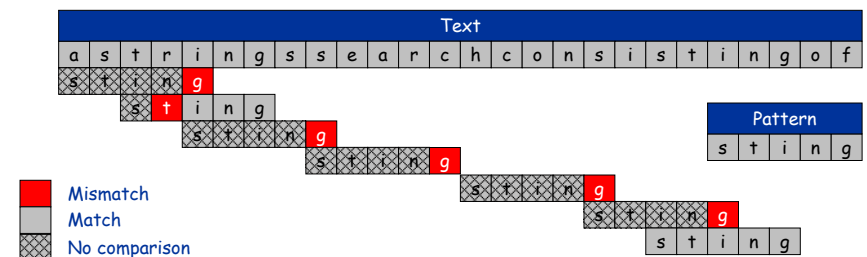 Text
a s t r i n g s s e a r c h c o n s i s t i n g o f
s t i n g
s t i n g
Pattern
s t i n g
s t i n g
s t i n g
s t i n g
Mismatch
s t i n g
Match
s t i n g
No comparison